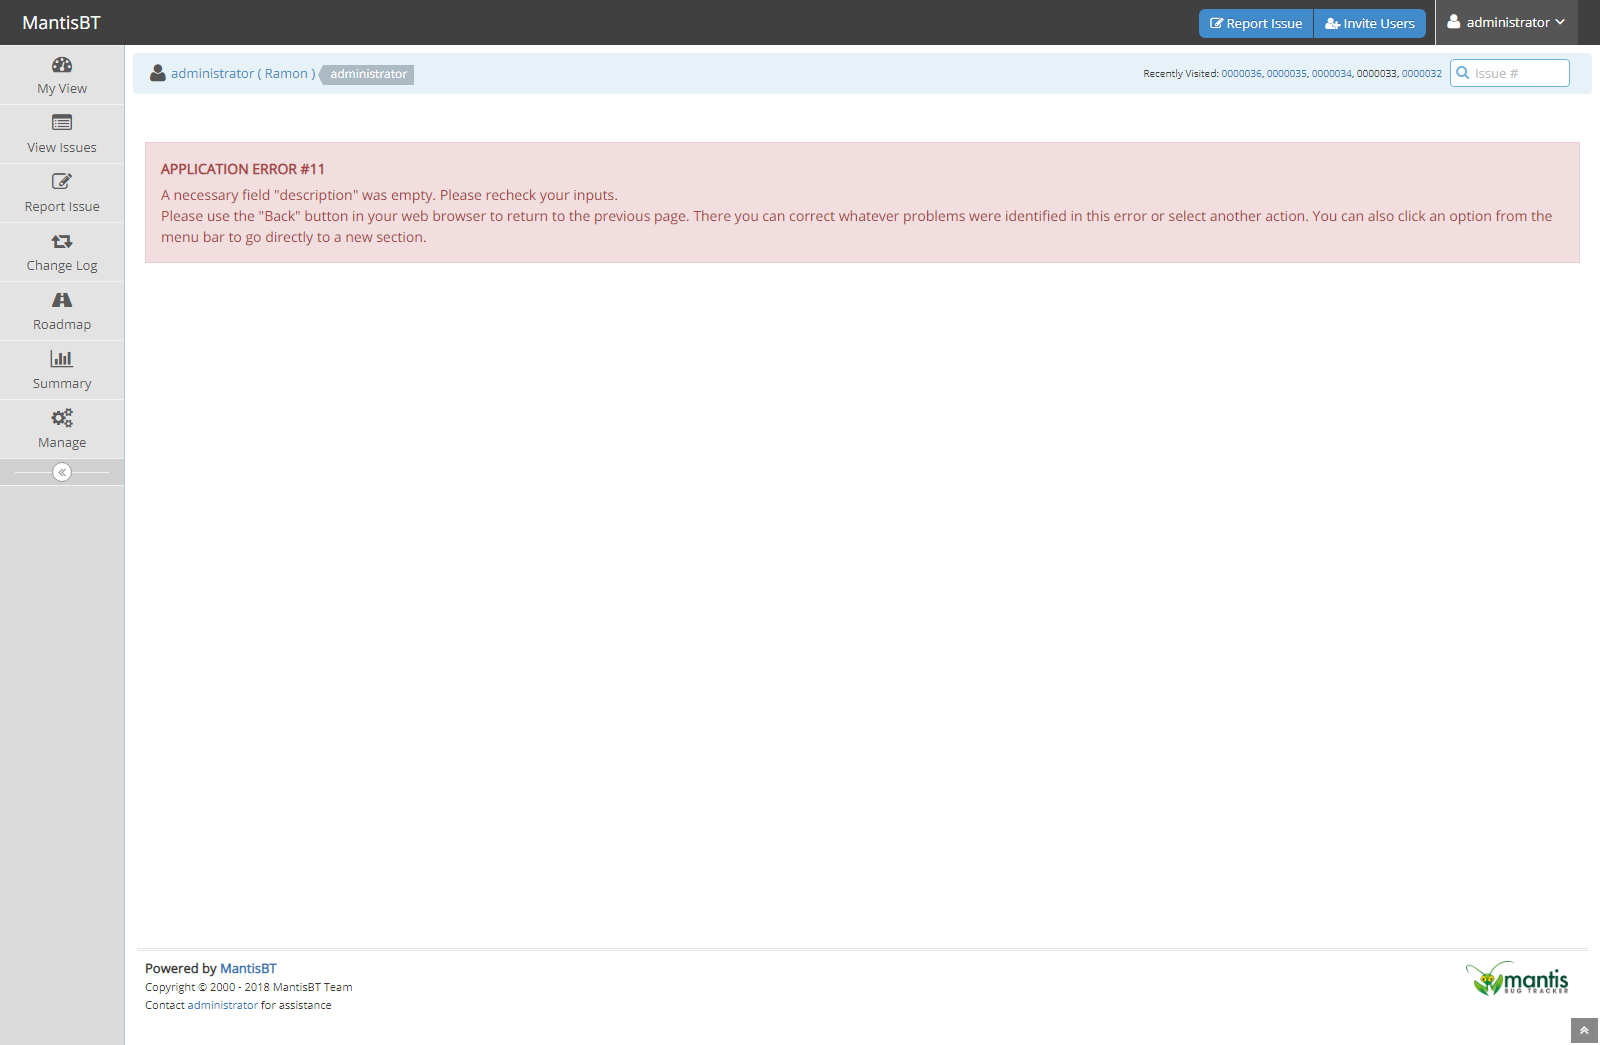 MantisBT
Report Issue
Invite Users
administrator
My View
View Issues
Report Issue
Change Log
Roadmap
Summary
Manage
administrator ( Ramon ) administrator
Recently Visited: 0000036, 0000035, 0000034, 0000033, 0000032
Issue #
APPLICATION ERROR #11
A necessary field "description" was empty. Please recheck your inputs.
Please use the "Back" button in your web browser to return to the previous page. There you can correct whatever problems were identified in this error or select another action. You can also click an option from the
menu bar to go directly to a new section.
Powered by MantisBT
Copyright © 2000 - 2018 MantisBT Team
Contact administrator for assistance
mantis
BUG TRACKER